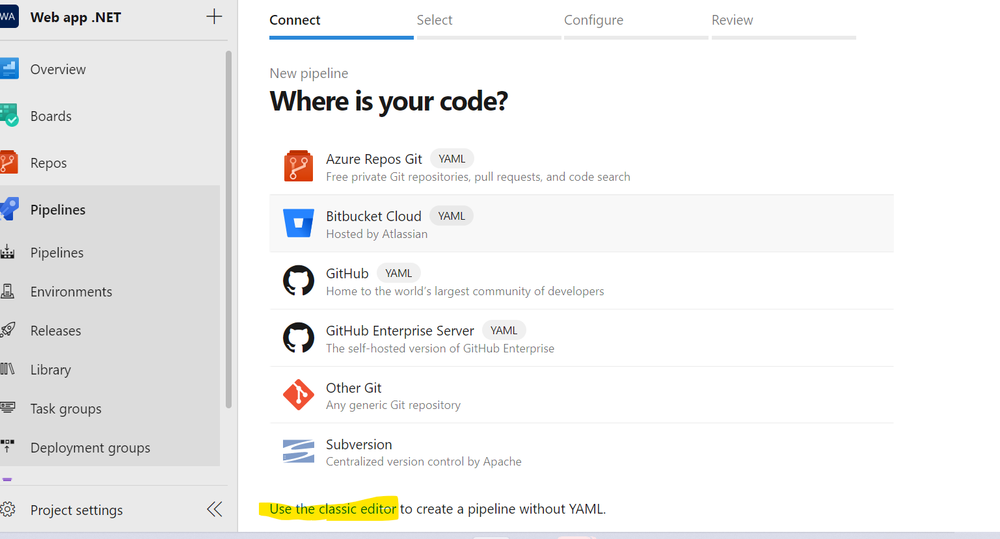 WA
Web app .NET
Overview
Boards
Repos
Pipelines
Pipelines
Environments
Releases
Library
Task groups
Deployment groups
Project settings
Connect
Select
Configure
Review
New pipeline
Where is your code?
Azure Repos Git YAML
Free private Git repositories, pull requests, and code search
Bitbucket Cloud YAML
Hosted by Atlassian
GitHub YAML
Home to the world’s largest community of developers
GitHub Enterprise Server YAML
The self-hosted version of GitHub Enterprise
Other Git
Any generic Git repository
Subversion
Centralized version control by Apache
Use the classic editor to create a pipeline without YAML.